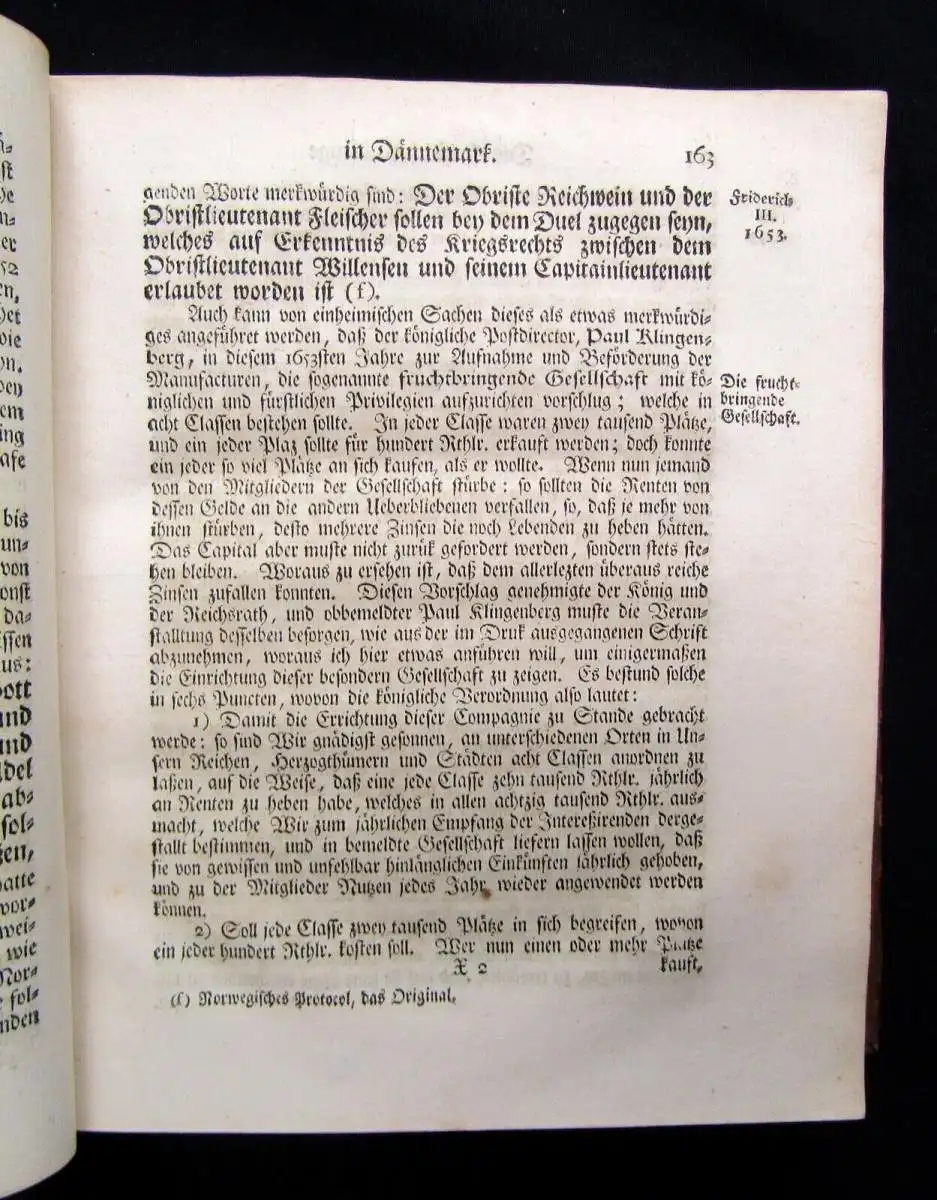 in Dännemark. 163
genden Worte merkwürdig sind: Der Obriste Reichwein und der
Obristlieutenant Fleischer sollen bey dem Duel zugegen seyn,
welches auf Erkenntnis des Kriegsrechts zwischen dem
Obristlieutenant Willensen und seinem Capitainlieutenant
erlaubet worden ist (f).
Friderich
III.
1653.
Auch kann von einheimischen Sachen dieses als etwas merkwürdi-
ges angeführet werden, daß der königliche Postdirector, Paul Klingen-
berg, in diesem 1653sten Jahre zur Aufnahme und Beförderung der
Manufacturen, die sogenannte fruchtbringende Gesellschaft mit kö-
niglichen und fürstlichen Privilegien aufzurichten vorschlug; welche in
acht Classen bestehen sollte. In jeder Classe waren zwey tausend Plätze,
und ein jeder Plaz sollte für hundert Rthlr. erkauft werden; doch konnte
ein jeder so viel Plätze an sich kaufen, als er wollte. Wenn nun jemand
von den Mitgliedern der Gesellschaft stürbe: so sollten die Renten von
dessen Gelde an die andern Ueberbliebenen verfallen, so, daß je mehr von
ihnen stürben, desto mehrere Zinsen die noch Lebenden zu heben hätten.
Das Capital aber muste nicht zurük gefordert werden, sondern stets ste-
hen bleiben. Woraus zu ersehen ist, daß dem allerlezten überaus reiche
Zinsen zufallen konnten. Diesen Vorschlag genehmigte der König und
der Reichsrath, und obbemeldter Paul Klingenberg muste die Veran-
stalltung desselben besorgen, wie aus der im Druk ausgegangenen Schrift
abzunehmen, woraus ich hier etwas anführen will, um einigermaßen
die Einrichtung dieser besondern Gesellschaft zu zeigen. Es bestund solche
in sechs Puncten, wovon die königliche Verordnung also lautet:
Die frucht-
bringende
Gesellschaft.
1) Damit die Errichtung dieser Compagnie zu Stande gebracht
werde: so sind Wir gnädigst gesonnen, an unterschiedenen Orten in Un-
sern Reichen, Herzogthümern und Städten acht Classen anordnen zu
laßen, auf die Weise, daß eine jede Classe zehn tausend Rthlr. jährlich
an Renten zu heben habe, welches in allen achtzig tausend Rthlr. aus-
macht, welche Wir zum jährlichen Empfang der Intereßirenden derge-
stallt bestimmen, und in bemeldte Gesellschaft liefern lassen wollen, daß
sie von gewissen und unfehlbar hinlänglichen Einkünften jährlich gehoben,
und zu der Mitglieder Nutzen jedes Jahr wieder angewendet werden
können.
2) Soll jede Classe zwey tausend Plätze in sich begreifen, wovon
ein jeder hundert Rthlr. kosten soll. Wer nun einen oder mehr Plätze
X 2 kauft,
(f) Norwegisches Protocol, das Original.